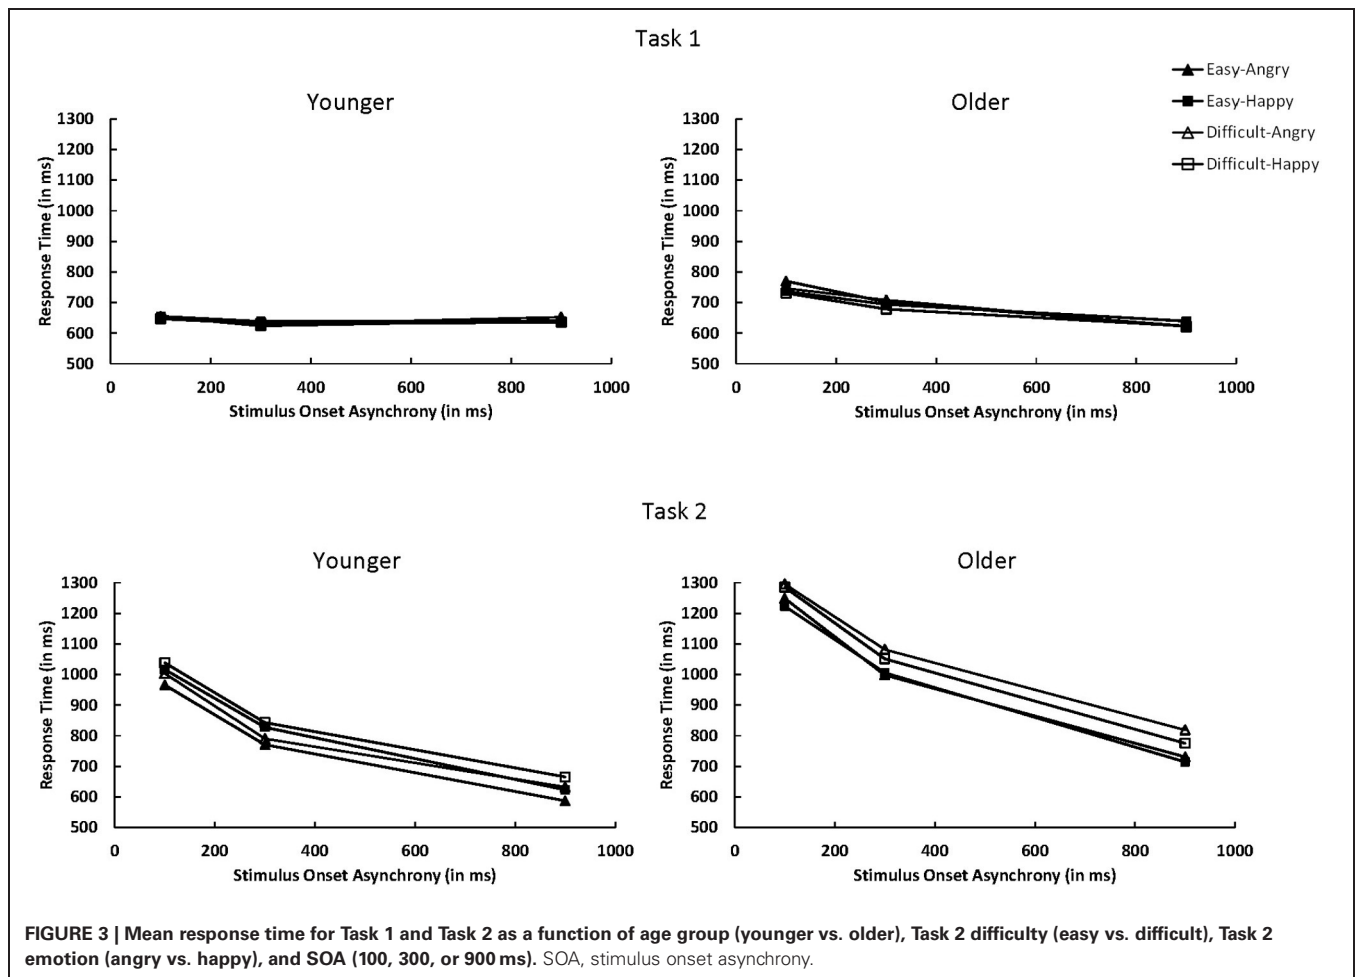 Task 1
Easy-Angry
Easy-Happy
Difficult-Angry
Difficult-Happy
Younger
Response Time (in ms)
1300
1200
1100
1000
900
800
700
600
500
0 200 400 600 800 1000
Stimulus Onset Asynchrony (in ms)
Older
Response Time (in ms)
1300
1200
1100
1000
900
800
700
600
500
0 200 400 600 800 1000
Stimulus Onset Asynchrony (in ms)
Task 2
Younger
Response Time (in ms)
1300
1200
1100
1000
900
800
700
600
500
0 200 400 600 800 1000
Stimulus Onset Asynchrony (in ms)
Older
Response Time (in ms)
1300
1200
1100
1000
900
800
700
600
500
0 200 400 600 800 1000
Stimulus Onset Asynchrony (in ms)
FIGURE 3 | Mean response time for Task 1 and Task 2 as a function of age group (younger vs. older), Task 2 difficulty (easy vs. difficult), Task 2
emotion (angry vs. happy), and SOA (100, 300, or 900 ms). SOA, stimulus onset asynchrony.